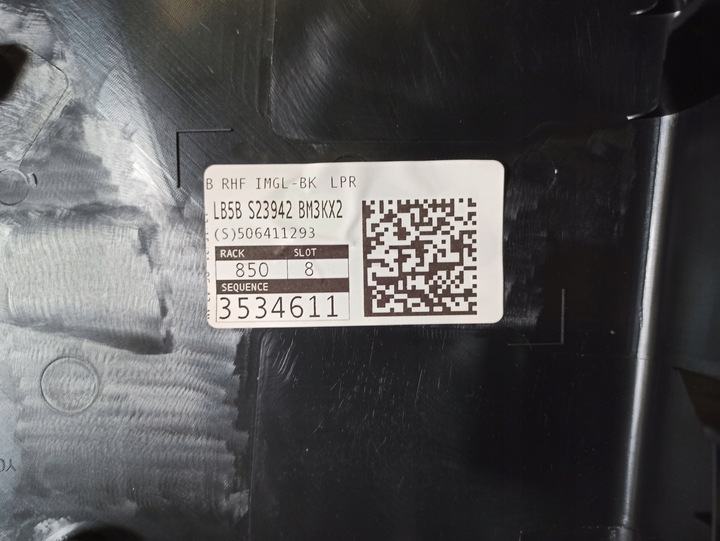 B RHF IMGL-BK LPR
LB5B S23942 BM3KX2
(S)506411293
RACK SLOT
850 8
SEQUENCE
3534611